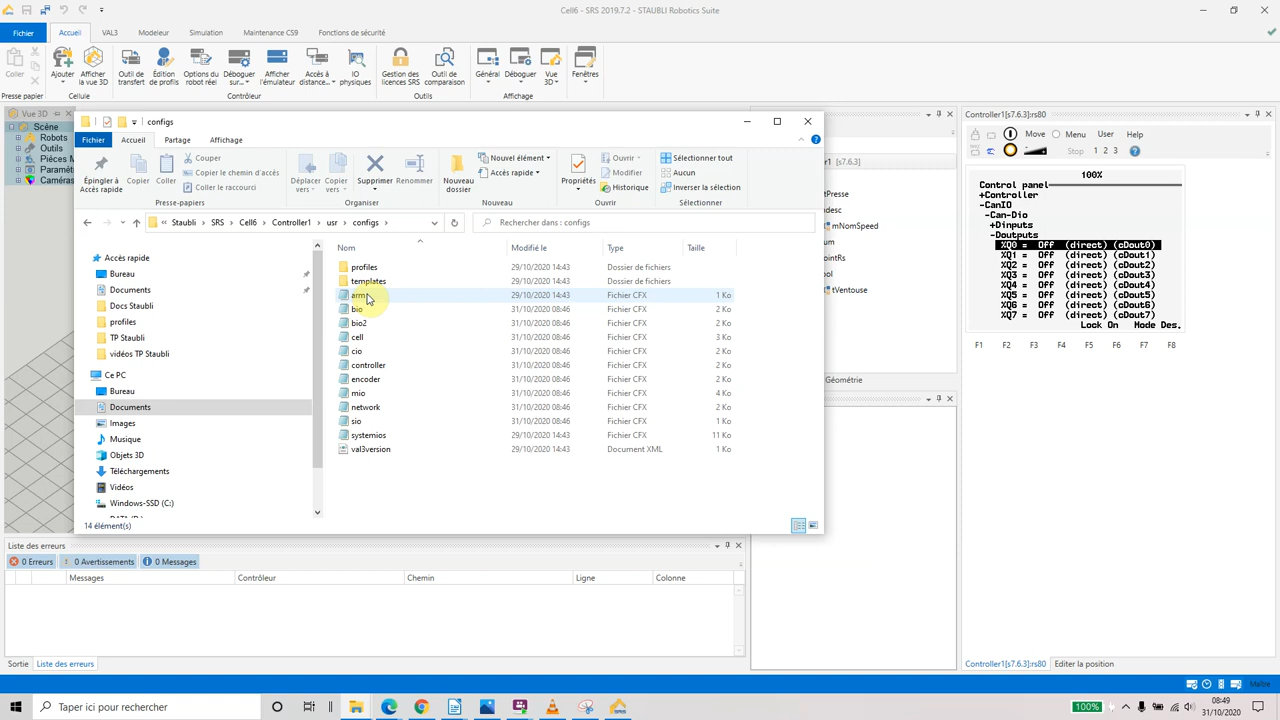 Cell6 - SRS 2019.7.2 - STAUBLI Robotics Suite
Fichier Accueil VAL3 Modeleur Simulation Maintenance CS9 Fonctions de sécurité
Coller
Ajouter
Afficher la vue 3D
Outil de transfert
Édition de profils
Options du robot réel
Déboguer sur...
Afficher l'émulateur
Accès à distance...
IO physiques
Gestion des licences SRS
Outil de comparaison
Général
Déboguer
Vue 3D
Fenêtres
Presse papier Cellule Contrôleur Outils Affichage
Vue 3D
Scène
Robots
Outils
Pièces M
Paramét
Caméras
configs
Fichier Accueil Partage Affichage
Épingler à Accès rapide
Copier
Coller
Couper
Copier le chemin d'accès
Coller le raccourci
Déplacer vers
Copier vers
Supprimer
Renommer
Nouveau dossier
Nouvel élément
Accès rapide
Propriétés
Ouvrir
Modifier
Historique
Sélectionner tout
Aucun
Inverser la sélection
Presse-papiers Organiser Nouveau Ouvrir Sélectionner
« Staubli > SRS > Cell6 > Controller1 > usr > configs >
Rechercher dans : configs
Accès rapide
Bureau
Documents
Docs Staubli
profiles
TP Staubli
vidéos TP Staubli
Ce PC
Bureau
Documents
Images
Musique
Objets 3D
Téléchargements
Vidéos
Windows-SSD (C:)
Nom Modifié le Type Taille
profiles 29/10/2020 14:43 Dossier de fichiers
templates 29/10/2020 14:43 Dossier de fichiers
arm 29/10/2020 14:43 Fichier CFX 1 Ko
bio 31/10/2020 08:46 Fichier CFX 2 Ko
bio2 31/10/2020 08:46 Fichier CFX 2 Ko
cell 31/10/2020 08:46 Fichier CFX 3 Ko
cio 31/10/2020 08:46 Fichier CFX 2 Ko
controller 31/10/2020 08:46 Fichier CFX 2 Ko
encoder 31/10/2020 08:46 Fichier CFX 2 Ko
mio 31/10/2020 08:46 Fichier CFX 4 Ko
network 31/10/2020 08:46 Fichier CFX 2 Ko
sio 31/10/2020 08:46 Fichier CFX 1 Ko
systemios 29/10/2020 14:43 Fichier CFX 11 Ko
val3version 29/10/2020 14:43 Document XML 1 Ko
14 élément(s)
r1 [s7.6.3]
tPresse
desc
mNomSpeed
um
pointRs
ool
tVentouse
Géométrie
Controller1[s7.6.3]:rs80
Move Menu User Help
Stop 1 2 3
100%
Control panel
+Controller
-CanIO
-Can-Dio
+Dinputs
-Doutputs
%Q0 = Off (direct) (cDout0)
%Q1 = Off (direct) (cDout1)
%Q2 = Off (direct) (cDout2)
%Q3 = Off (direct) (cDout3)
%Q4 = Off (direct) (cDout4)
%Q5 = Off (direct) (cDout5)
%Q6 = Off (direct) (cDout6)
%Q7 = Off (direct) (cDout7)
Lock On Mode Des.
F1 F2 F3 F4 F5 F6 F7 F8
Liste des erreurs
0 Erreurs 0 Avertissements 0 Messages
Messages Contrôleur Chemin Ligne Colonne
Sortie Liste des erreurs
Controller1[s7.6.3]:rs80 Editer la position
Maître
Taper ici pour rechercher
100%
08:49
31/10/2020